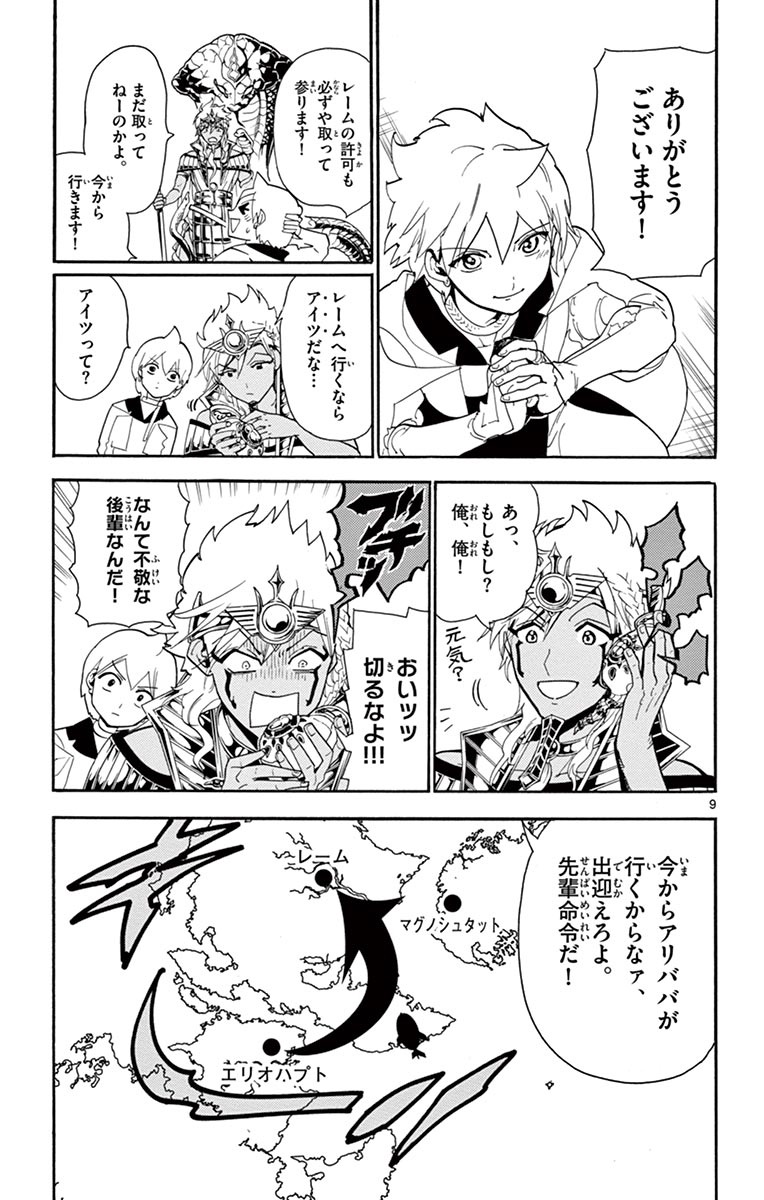 ありがとう
ございます！
レームの許可も
必ずや取って
参ります！
まだ取って
ねーのかよ。
今から
行きます！
レームへ行くなら
アイツだな…
アイツって？
あっ、
もしもし？
俺、俺！
元気？
ブチッ
おいッッ
切るなよ!!!
なんて不敬な
後輩なんだ！
9
今からアリババが
行くからなァ、
出迎えろよ。
先輩命令だ！
レーム
マグノシュタット
エリオハプト